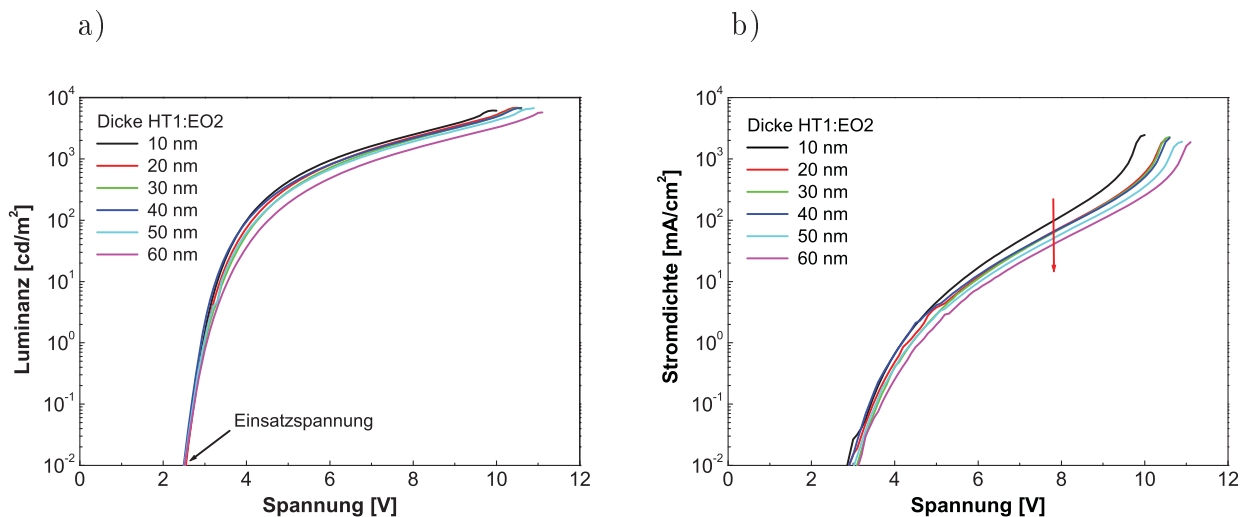 a)
Luminanz [cd/m²]
10⁴
10³
10²
10¹
10⁰
10⁻¹
10⁻²
Dicke HT1:EO2
10 nm
20 nm
30 nm
40 nm
50 nm
60 nm
Einsatzspannung
0 2 4 6 8 10 12
Spannung [V]
b)
Stromdichte [mA/cm²]
10⁴
10³
10²
10¹
10⁰
10⁻¹
10⁻²
Dicke HT1:EO2
10 nm
20 nm
30 nm
40 nm
50 nm
60 nm
0 2 4 6 8 10 12
Spannung [V]